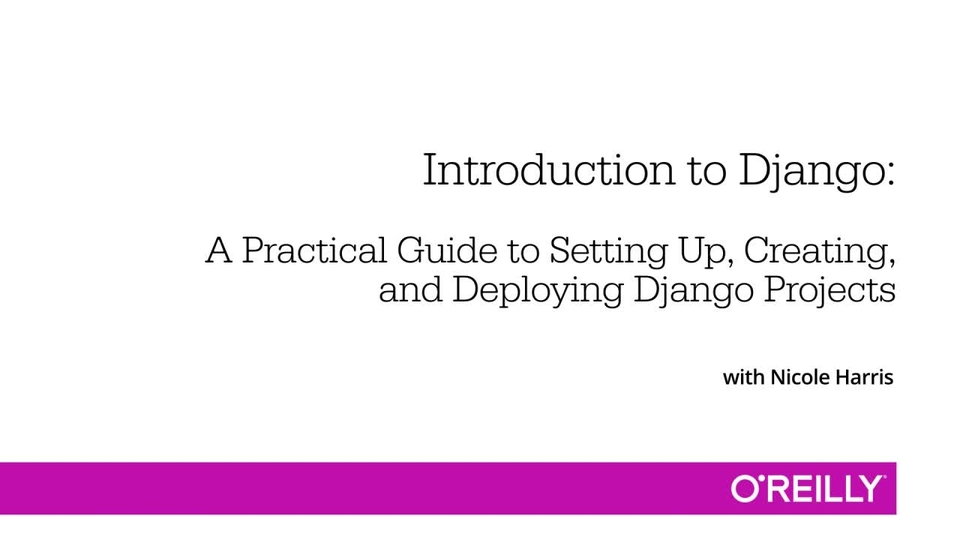 Introduction to Django:
A Practical Guide to Setting Up, Creating,
and Deploying Django Projects
with Nicole Harris
O'REILLY®